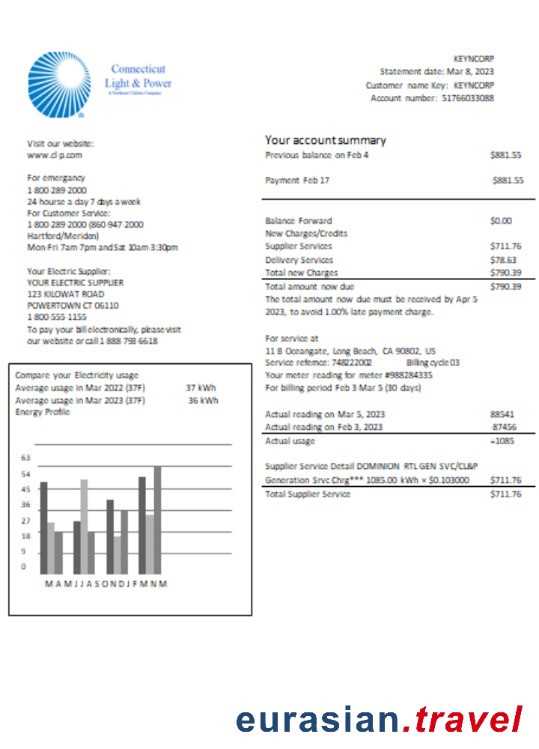 Connecticut
Light & Power
A Northeast Utilities Company
KEYNCORP
Statement date: Mar 8, 2023
Customer name Key: KEYNCORP
Account number: 51766033088
Visit our website:
www.cl-p.com
For emergancy
1 800 289 2000
24 hourse a day 7 days a week
For Customer Service:
1-800-289-2000 (860-947-2000
Hartford/Meriden)
Mon-Fri 7am-7pm and Sat 10am-3:30pm
Your Electric Supplier:
YOUR ELECTRIC SUPPLIER
123 KILOWAT ROAD
POWERTOWN CT 06110
1 800 555-1155
To pay your bill electronically, please visit
our website or call 1-888-793-6618
Your account summary
Previous balance on Feb 4 $881.55
Payment Feb 17 $881.55
Balance Forward $0.00
New Charges/Credits
Supplier Services $711.76
Delivery Services $78.63
Total new Charges $790.39
Total amount now due $790.39
The total amount now due must be received by Apr 5
2023, to avoid 1.00% late payment charge.
For service at
11 B Oceangate, Long Beach, CA 90802, US
Service refernce: 748222002 Billing cycle 03
Your meter reading for meter #988284335
For billing period Feb 3-Mar 5 (30 days)
Actual reading on Mar 5, 2023 88541
Actual reading on Feb 3, 2023 87456
Actual usage =1085
Supplier Service Detail DOMINION RTL GEN SVC/CL&P
Generation Srvc Chrg*** 1085.00 kWh × $0.103000 $711.76
Total Supplier Service $711.76
Compare your Electricity usage
Average usage in Mar 2022 (37F) 37 kWh
Average usage in Mar 2023 (37F) 36 kWh
Energy Profile
63
54
45
36
27
18
9
0
M A M J J A S O N D J F M N M
eurasian.travel